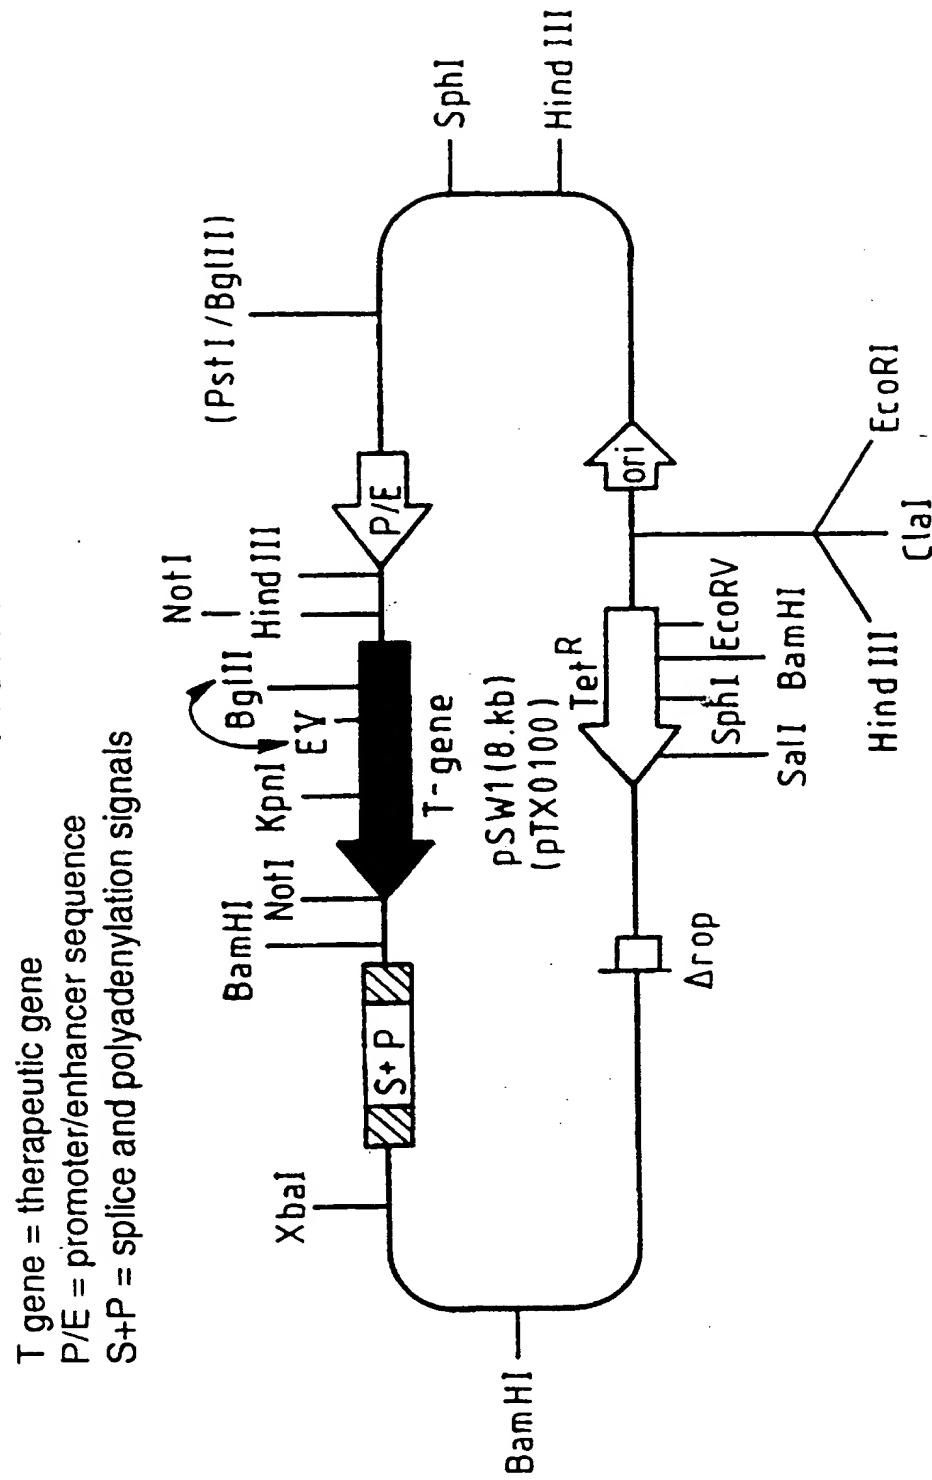 T gene = therapeutic gene
P/E = promoter/enhancer sequence
S+P = splice and polyadenylation signals
BamHI
XbaI
S+P
BamHI
NotI
KpnI
EV
BglII
NotI
HindIII
P/E
(PstI/BglII)
SphI
HindIII
T-gene
pSW1(8.kb)
(pTX0100)
Δrop
TetR
SalI
SphI
BamHI
EcoRV
ori
HindIII
ClaI
EcoRI